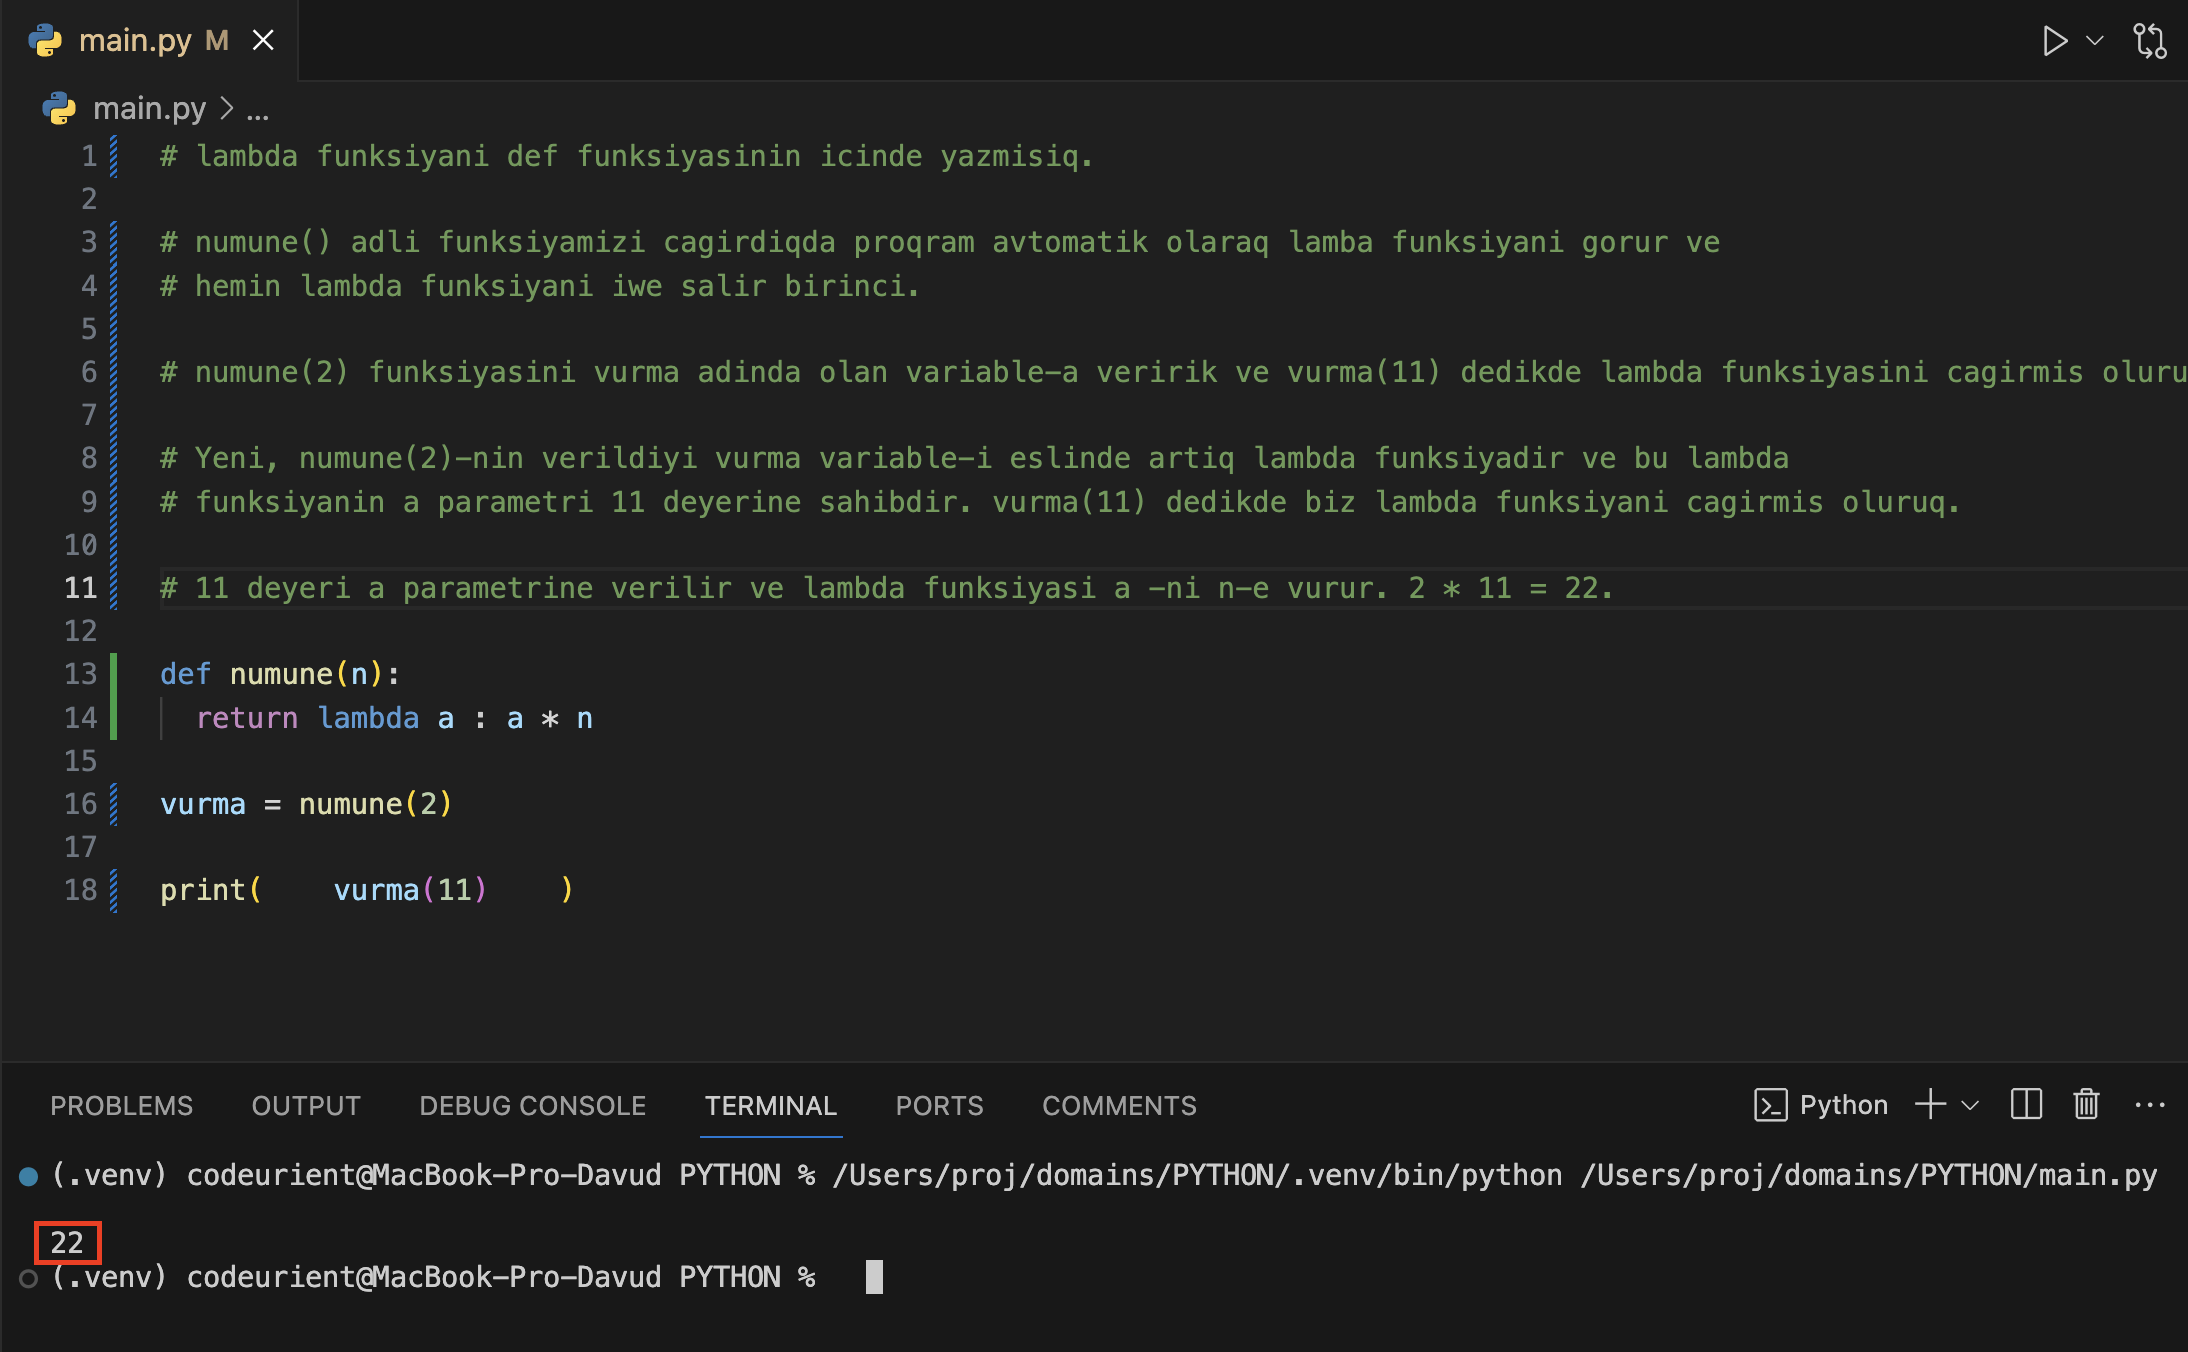 main.py M
main.py > ...
1 # lambda funksiyani def funksiyasinin icinde yazmisiq.
2
3 # numune() adli funksiyamizi cagirdiqda proqram avtomatik olaraq lamba funksiyani gorur ve
4 # hemin lambda funksiyani iwe salir birinci.
5
6 # numune(2) funksiyasini vurma adinda olan variable-a veririk ve vurma(11) dedikde lambda funksiyasini cagirmis oluru
7
8 # Yeni, numune(2)-nin verildiyi vurma variable-i eslinde artiq lambda funksiyadir ve bu lambda
9 # funksiyanin a parametri 11 deyerine sahibdir. vurma(11) dedikde biz lambda funksiyani cagirmis oluruq.
10
11 # 11 deyeri a parametrine verilir ve lambda funksiyasi a -ni n-e vurur. 2 * 11 = 22.
12
13 def numune(n):
14 return lambda a : a * n
15
16 vurma = numune(2)
17
18 print( vurma(11) )
PROBLEMS OUTPUT DEBUG CONSOLE TERMINAL PORTS COMMENTS Python
(.venv) codeurient@MacBook-Pro-Davud PYTHON % /Users/proj/domains/PYTHON/.venv/bin/python /Users/proj/domains/PYTHON/main.py
22
(.venv) codeurient@MacBook-Pro-Davud PYTHON %